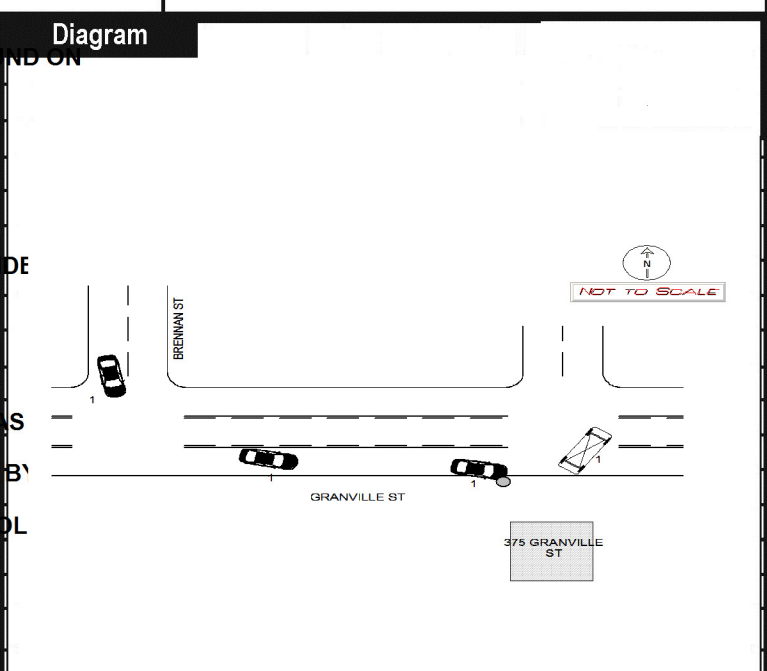 Diagram
ND ON
DE
N
NOT TO SCALE
BRENNAN ST
1
AS
BY
1
1
1
GRANVILLE ST
OL
375 GRANVILLE
ST